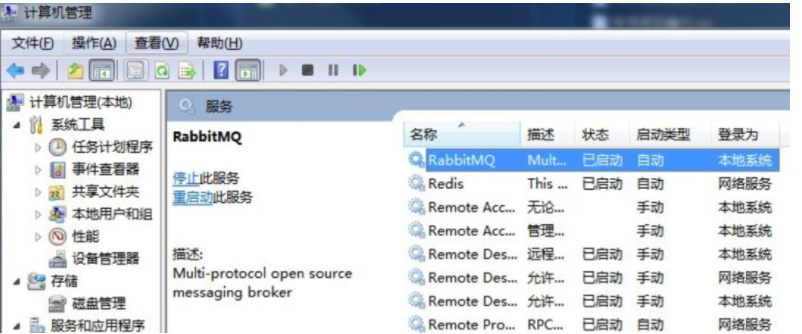 计算机管理
文件(F) 操作(A) 查看(V) 帮助(H)
计算机管理(本地)
系统工具
任务计划程序
事件查看器
共享文件夹
本地用户和组
性能
设备管理器
存储
磁盘管理
服务和应用程序
服务
RabbitMQ
停止此服务
重启动此服务
描述:
Multi-protocol open source
messaging broker
名称 描述 状态 启动类型 登录为
RabbitMQ Mult... 已启动 自动 本地系统
Redis This ... 已启动 自动 网络服务
Remote Acc... 无论... 手动 本地系统
Remote Acc... 管理... 手动 本地系统
Remote Des... 远程... 已启动 手动 本地系统
Remote Des... 允许... 已启动 手动 网络服务
Remote Des... 允许... 已启动 手动 本地系统
Remote Pro... RPC... 已启动 自动 网络服务